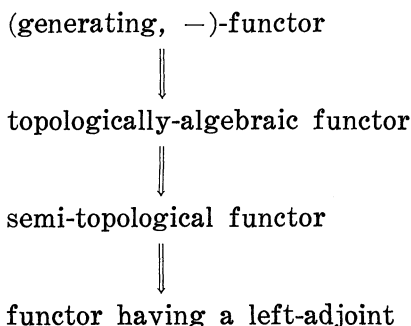 (generating, —)-functor
topologically-algebraic functor
semi-topological functor
functor having a left-adjoint